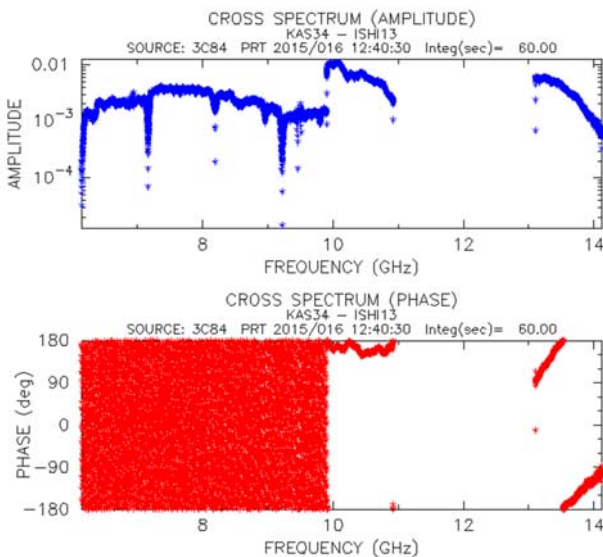 CROSS SPECTRUM (AMPLITUDE)
KAS34 - ISHI13
SOURCE: 3C84 PRT 2015/016 12:40:30 Integ(sec)= 60.00
AMPLITUDE
0.01
10⁻³
10⁻⁴
8 10 12 14
FREQUENCY (GHz)
CROSS SPECTRUM (PHASE)
KAS34 - ISHI13
SOURCE: 3C84 PRT 2015/016 12:40:30 Integ(sec)= 60.00
PHASE (deg)
180
90
0
-90
-180
8 10 12 14
FREQUENCY (GHz)